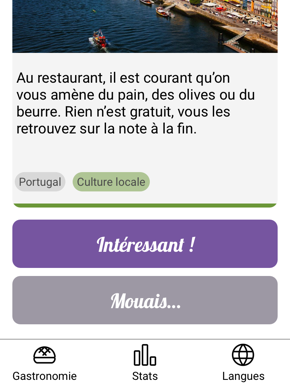 Au restaurant, il est courant qu’on
vous amène du pain, des olives ou du
beurre. Rien n’est gratuit, vous les
retrouvez sur la note à la fin.
Portugal
Culture locale
Intéressant !
Mouais...
Gastronomie
Stats
Langues